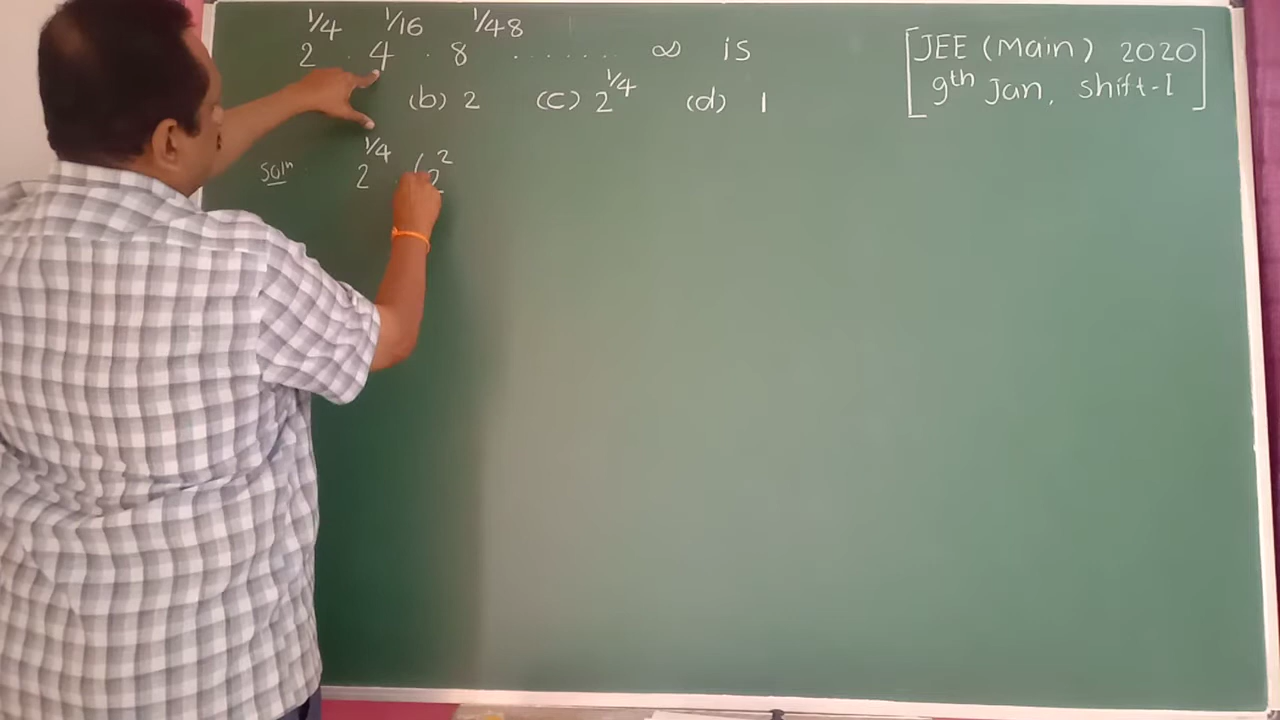 2^{1/4} · 4^{1/16} · 8^{1/48} ....... ∞ is
(b) 2 (c) 2^{1/4} (d) 1
[JEE (Main) 2020
9th Jan, shift-I]
Soln 2^{1/4} · (2^2